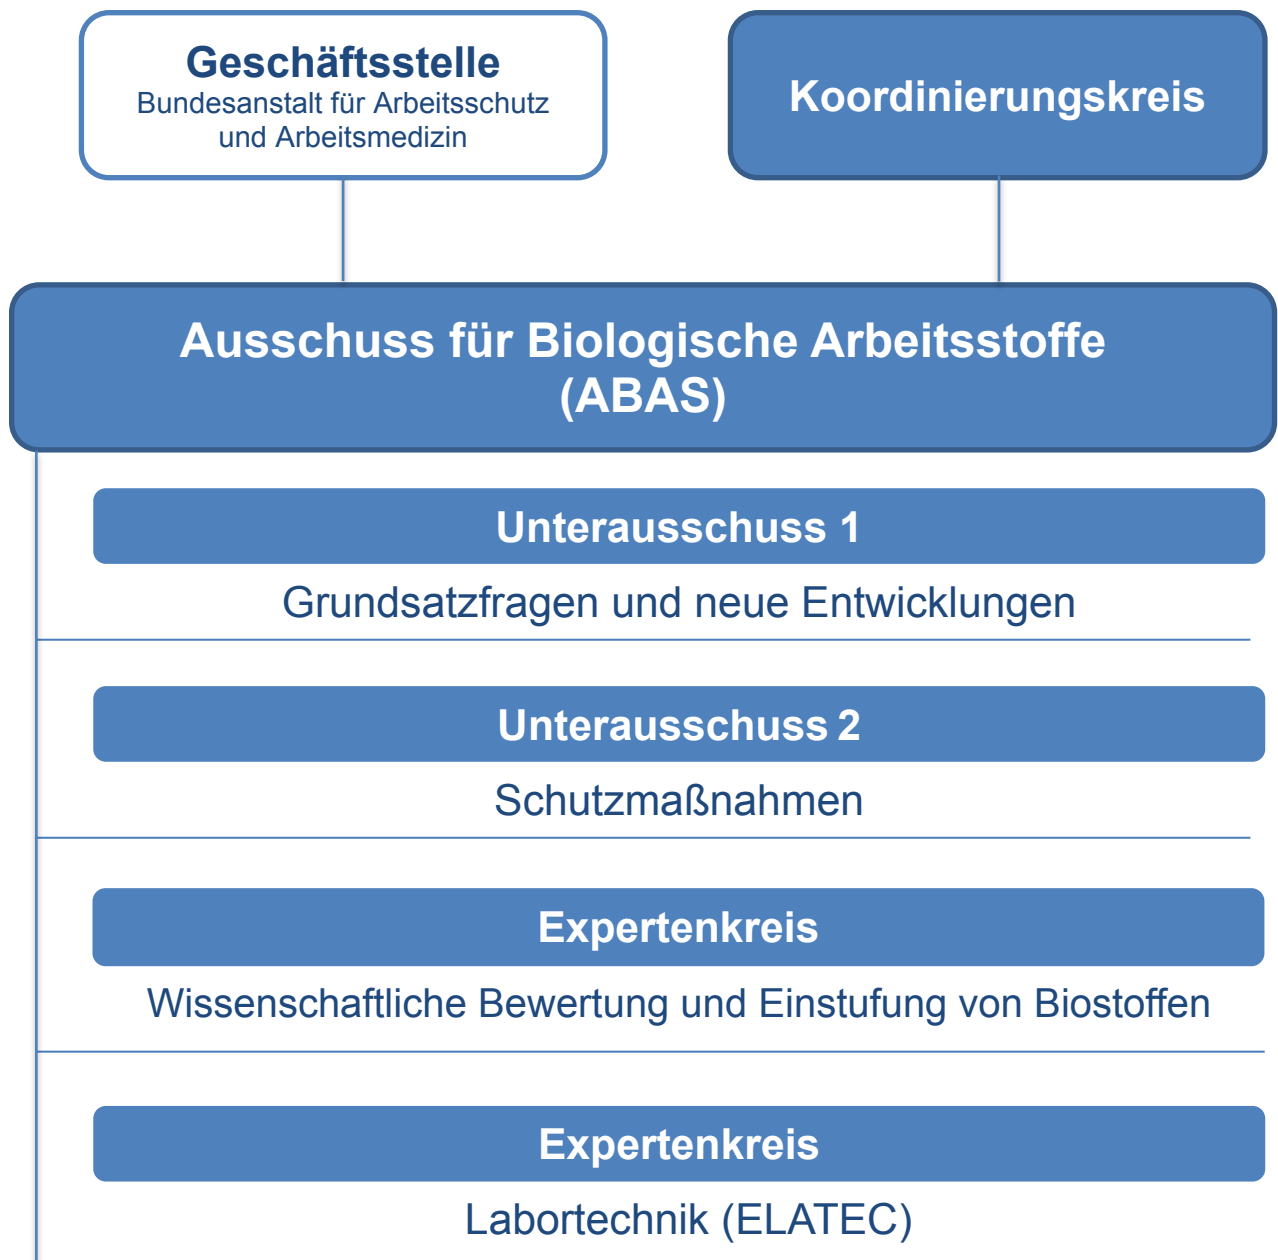 Geschäftsstelle
Bundesanstalt für Arbeitsschutz
und Arbeitsmedizin
Koordinierungskreis
Ausschuss für Biologische Arbeitsstoffe
(ABAS)
Unterausschuss 1
Grundsatzfragen und neue Entwicklungen
Unterausschuss 2
Schutzmaßnahmen
Expertenkreis
Wissenschaftliche Bewertung und Einstufung von Biostoffen
Expertenkreis
Labortechnik (ELATEC)